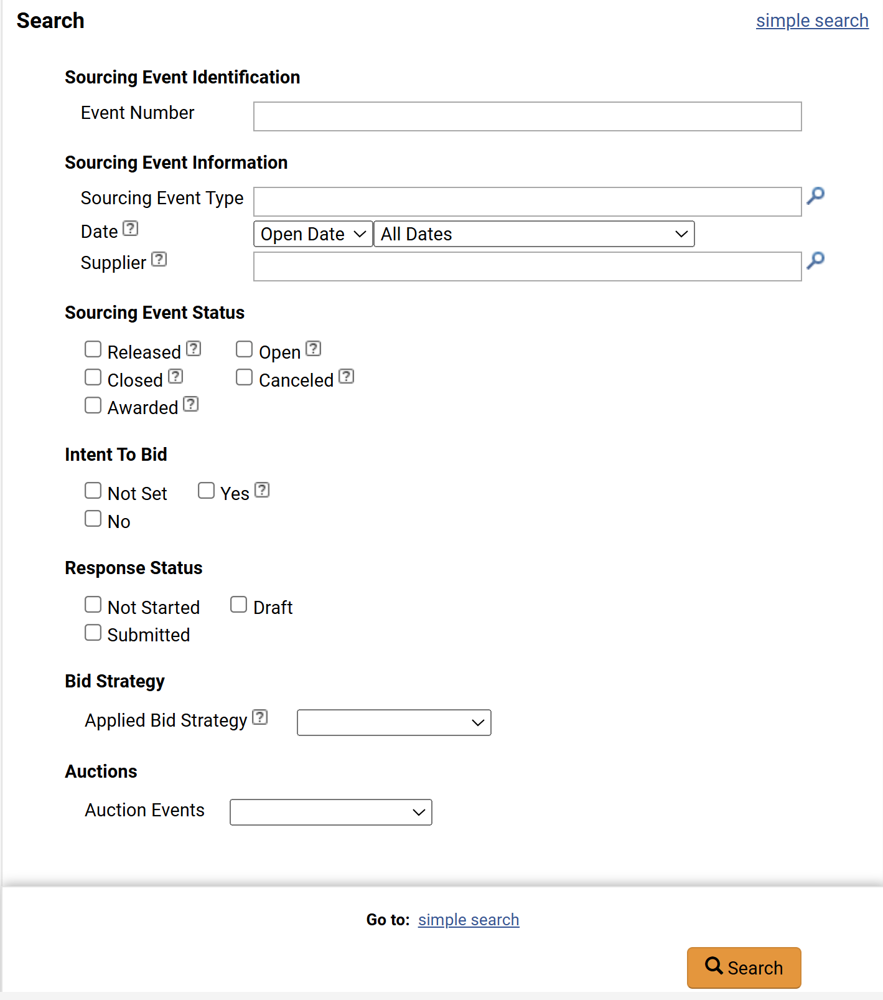 Search simple search
Sourcing Event Identification
Event Number
Sourcing Event Information
Sourcing Event Type
Date ? Open Date All Dates
Supplier ?
Sourcing Event Status
Released ? Open ?
Closed ? Canceled ?
Awarded ?
Intent To Bid
Not Set Yes ?
No
Response Status
Not Started Draft
Submitted
Bid Strategy
Applied Bid Strategy ?
Auctions
Auction Events
Go to: simple search
Search